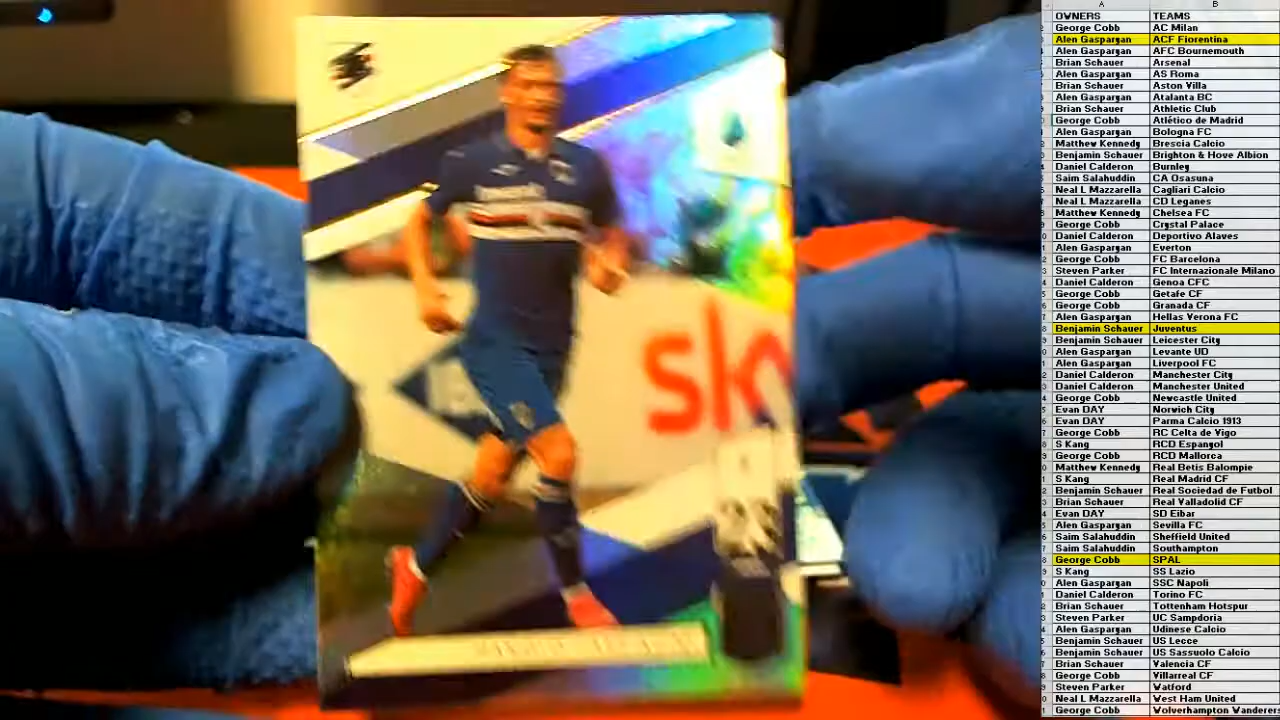 A B
OWNERS TEAMS
George Cobb AC Milan
Alen Gaspargan ACF Fiorentina
Alen Gaspargan AFC Bournemouth
Brian Schauer Arsenal
Alen Gaspargan AS Roma
Brian Schauer Aston Villa
Alen Gaspargan Atalanta BC
Brian Schauer Athletic Club
George Cobb Atlético de Madrid
Alen Gaspargan Bologna FC
Matthew Kennedy Brescia Calcio
Benjamin Schauer Brighton & Hove Albion
Daniel Calderon Burnley
Saim Salahuddin CA Osasuna
Neal L Mazzarella Cagliari Calcio
Neal L Mazzarella CD Leganes
Matthew Kennedy Chelsea FC
George Cobb Crystal Palace
Daniel Calderon Deportivo Alaves
Alen Gaspargan Everton
George Cobb FC Barcelona
Steven Parker FC Internazionale Milano
Daniel Calderon Genoa CFC
George Cobb Getafe CF
George Cobb Granada CF
Alen Gaspargan Hellas Verona FC
Benjamin Schauer Juventus
Benjamin Schauer Leicester City
Alen Gaspargan Levante UD
Alen Gaspargan Liverpool FC
Daniel Calderon Manchester City
Daniel Calderon Manchester United
George Cobb Newcastle United
Evan DAY Norwich City
Evan DAY Parma Calcio 1913
George Cobb RC Celta de Vigo
S Kang RCD Espanyol
George Cobb RCD Mallorca
Matthew Kennedy Real Betis Balompie
S Kang Real Madrid CF
Benjamin Schauer Real Sociedad de Futbol
Brian Schauer Real Valladolid CF
Evan DAY SD Eibar
Alen Gaspargan Sevilla FC
Saim Salahuddin Sheffield United
Saim Salahuddin Southampton
George Cobb SPAL
S Kang SS Lazio
Alen Gaspargan SSC Napoli
Daniel Calderon Torino FC
Brian Schauer Tottenham Hotspur
Steven Parker UC Sampdoria
Alen Gaspargan Udinese Calcio
Benjamin Schauer US Lecce
Benjamin Schauer US Sassuolo Calcio
Brian Schauer Valencia CF
George Cobb Villarreal CF
Steven Parker Watford
Neal L Mazzarella West Ham United
George Cobb Wolverhampton Wanderers
sk